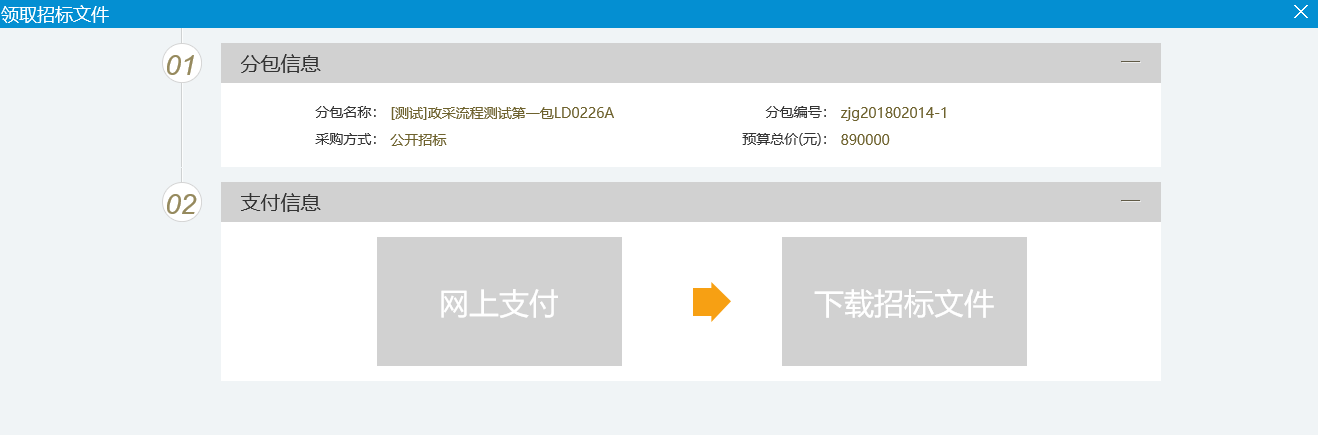 领取招标文件
01
分包信息
分包名称： [测试]政采流程测试第一包LD0226A 分包编号： zjg201802014-1
采购方式： 公开招标 预算总价(元)： 890000
02
支付信息
网上支付 下载招标文件